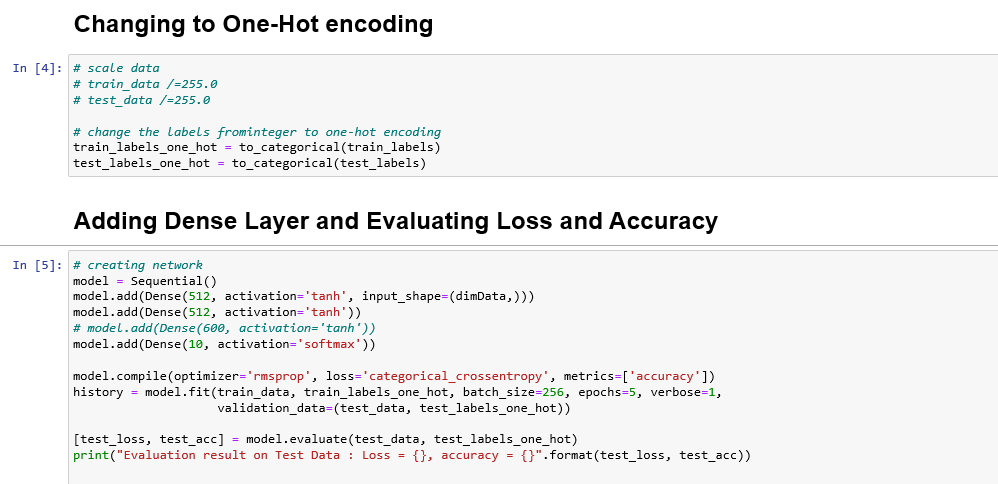 Changing to One-Hot encoding
In [4]: # scale data
# train_data /=255.0
# test_data /=255.0
# change the labels frominteger to one-hot encoding
train_labels_one_hot = to_categorical(train_labels)
test_labels_one_hot = to_categorical(test_labels)
Adding Dense Layer and Evaluating Loss and Accuracy
In [5]: # creating network
model = Sequential()
model.add(Dense(512, activation='tanh', input_shape=(dimData,)))
model.add(Dense(512, activation='tanh'))
# model.add(Dense(600, activation='tanh'))
model.add(Dense(10, activation='softmax'))
model.compile(optimizer='rmsprop', loss='categorical_crossentropy', metrics=['accuracy'])
history = model.fit(train_data, train_labels_one_hot, batch_size=256, epochs=5, verbose=1,
validation_data=(test_data, test_labels_one_hot))
[test_loss, test_acc] = model.evaluate(test_data, test_labels_one_hot)
print("Evaluation result on Test Data : Loss = {}, accuracy = {}".format(test_loss, test_acc))